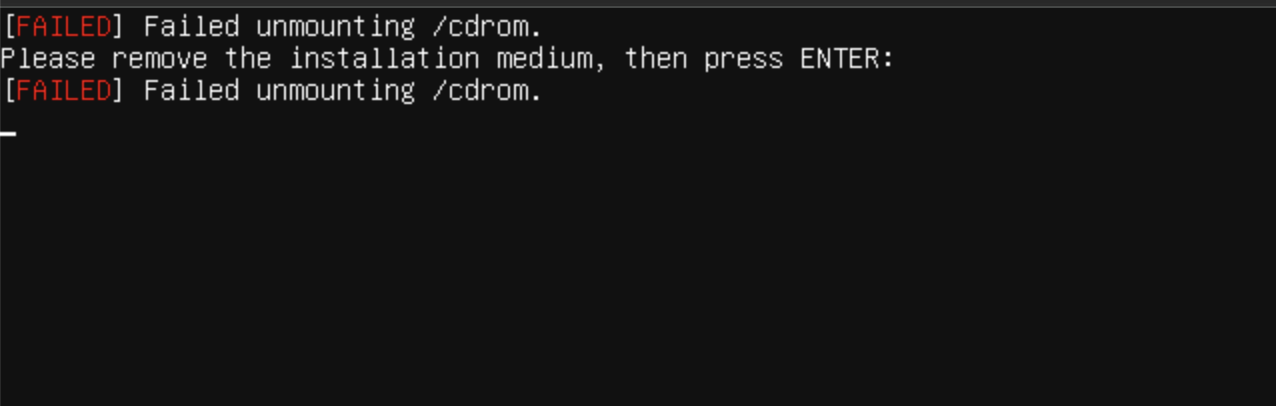 [FAILED] Failed unmounting /cdrom.
Please remove the installation medium, then press ENTER:
[FAILED] Failed unmounting /cdrom.